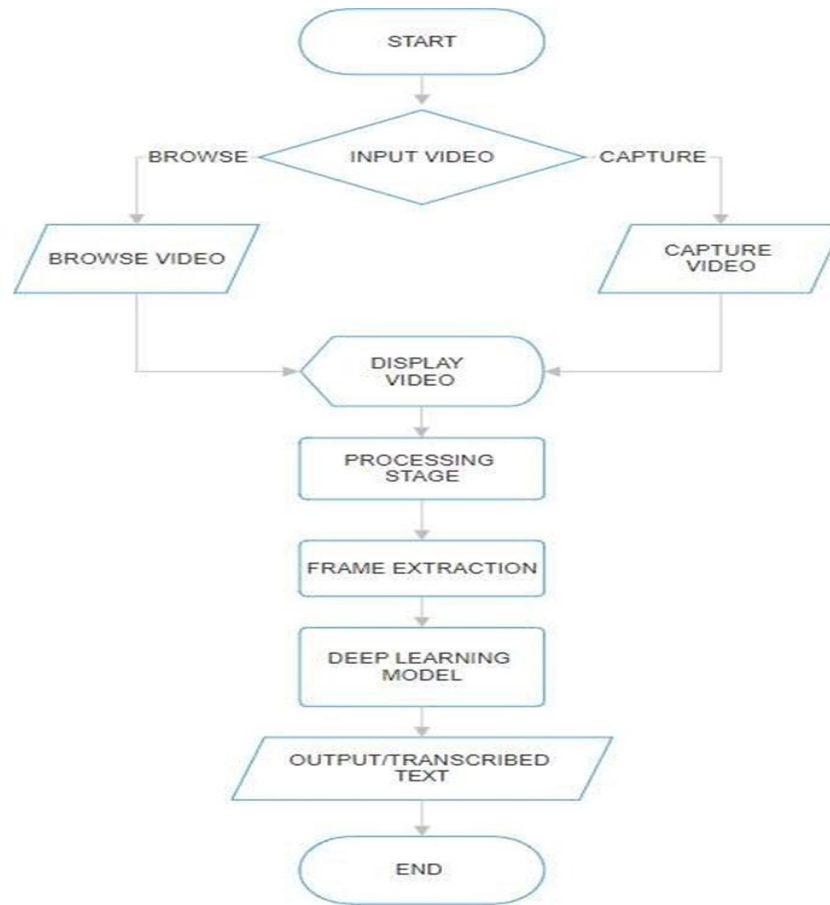 START
BROWSE
INPUT VIDEO
CAPTURE
BROWSE VIDEO
CAPTURE
VIDEO
DISPLAY
VIDEO
PROCESSING
STAGE
FRAME EXTRACTION
DEEP LEARNING
MODEL
OUTPUT/TRANSCRIBED
TEXT
END